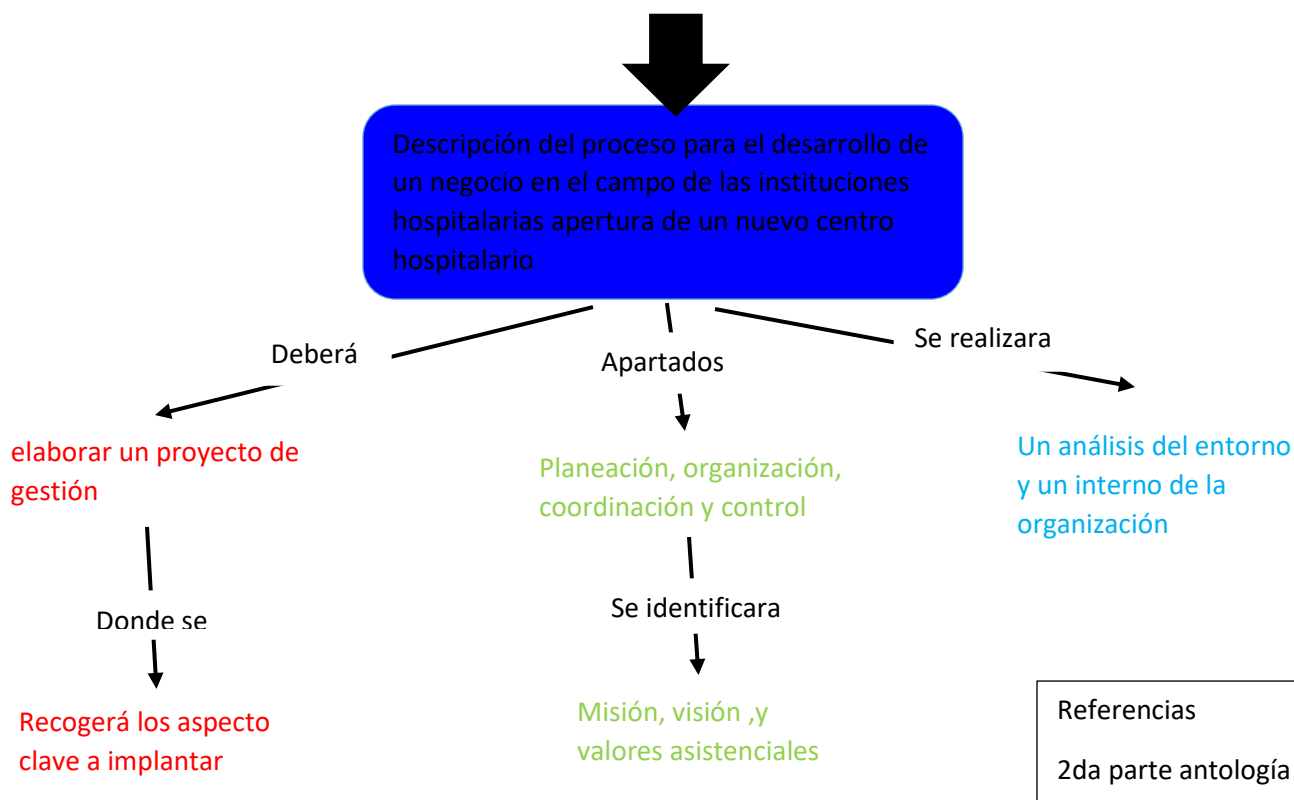 Descripción del proceso para el desarrollo de
un negocio en el campo de las instituciones
hospitalarias apertura de un nuevo centro
hospitalario
Deberá
Apartados
Se realizara
elaborar un proyecto de
gestión
Planeación, organización,
coordinación y control
Un análisis del entorno
y un interno de la
organización
Donde se
Se identificara
Recogerá los aspecto
clave a implantar
Misión, visión ,y
valores asistenciales
Referencias
2da parte antología